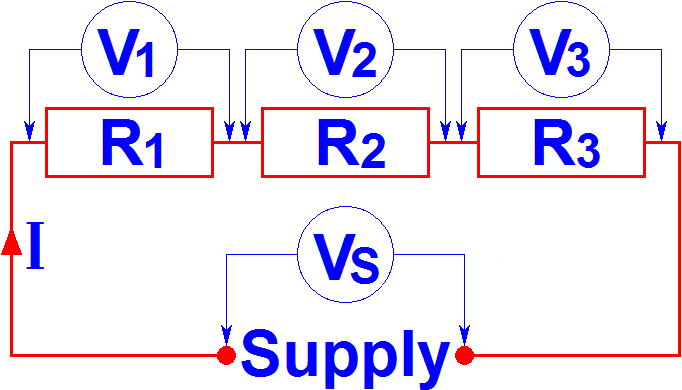 V1 V2 V3
R1 R2 R3
I
VS
Supply